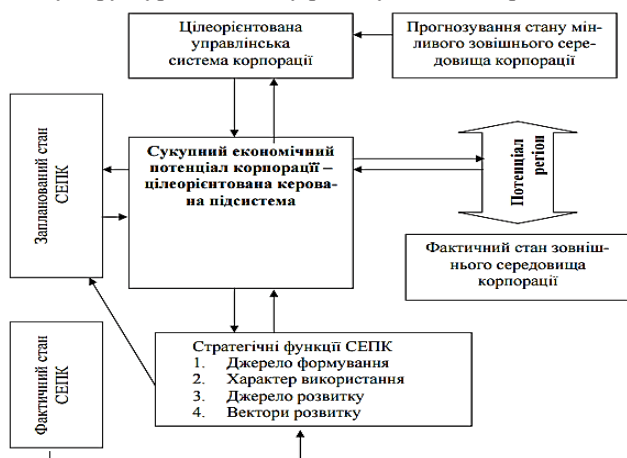 Цілеорієнтована
управлінська
система корпорації
Прогнозування стану мін-
ливого зовнішнього сере-
довища корпорації
Запланований стан
СЕПК
Сукупний економічний
потенціал корпорації –
цілеорієнтована керова-
на підсистема
Потенціал
регіон
Фактичний стан зовніш-
нього середовища
корпорації
Фактичний стан
СЕПК
Стратегічні функції СЕПК
1. Джерело формування
2. Характер використання
3. Джерело розвитку
4. Вектори розвитку